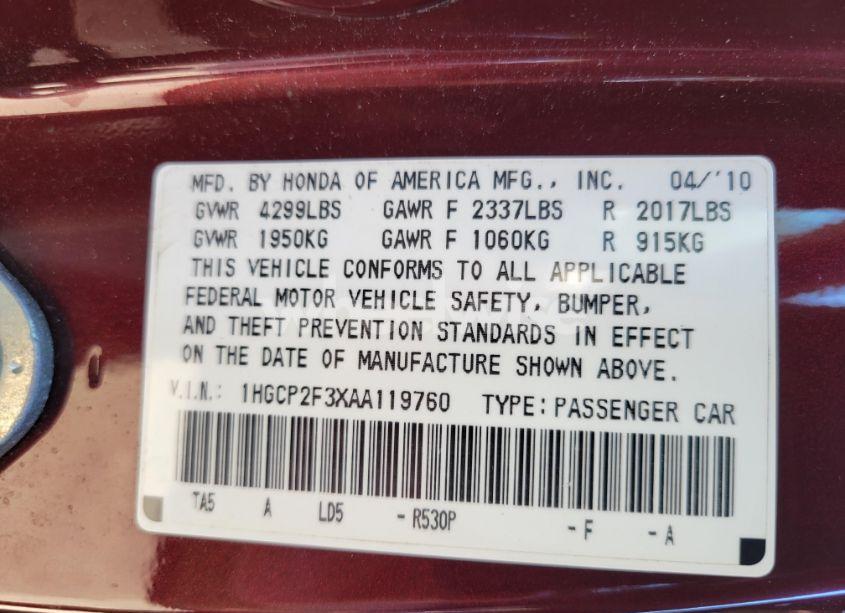 MFD. BY HONDA OF AMERICA MFG., INC. 04/'10
GVWR 4299LBS GAWR F 2337LBS R 2017LBS
GVWR 1950KG GAWR F 1060KG R 915KG
THIS VEHICLE CONFORMS TO ALL APPLICABLE
FEDERAL MOTOR VEHICLE SAFETY, BUMPER,
AND THEFT PREVENTION STANDARDS IN EFFECT
ON THE DATE OF MANUFACTURE SHOWN ABOVE.
V.I.N.: 1HGCP2F3XAA119760 TYPE: PASSENGER CAR
TA5 A LD5 - R530P - F - A